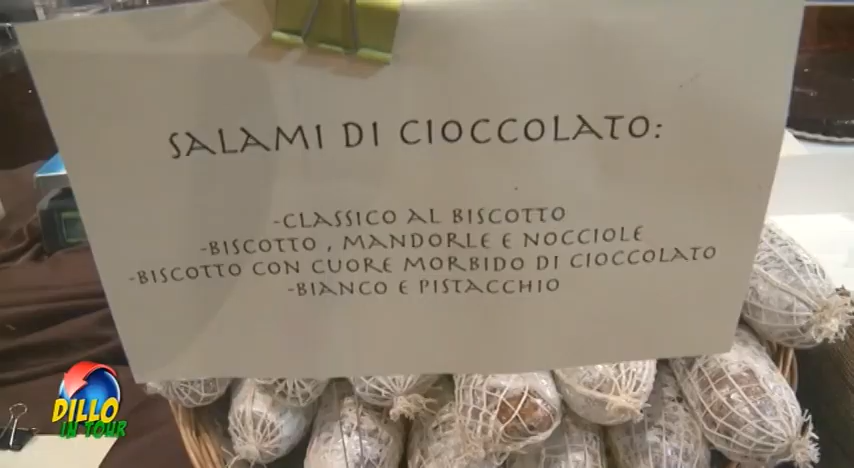 SALAMI DI CIOCCOLATO:
-CLASSICO AL BISCOTTO
-BISCOTTO , MANDORLE E NOCCIOLE
-BISCOTTO CON CUORE MORBIDO DI CIOCCOLATO
-BIANCO E PISTACCHIO
DILLO
IN TOUR